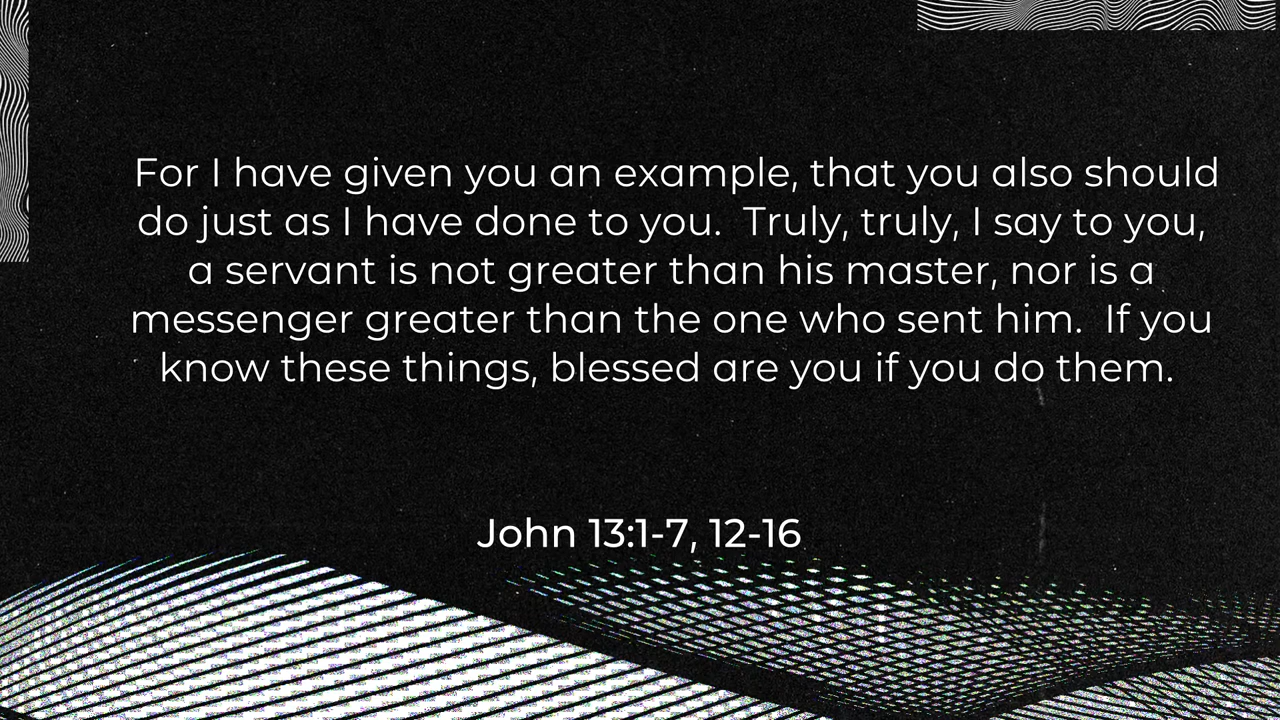 For I have given you an example, that you also should
do just as I have done to you.  Truly, truly, I say to you,
a servant is not greater than his master, nor is a
messenger greater than the one who sent him.  If you
know these things, blessed are you if you do them.
John 13:1-7, 12-16